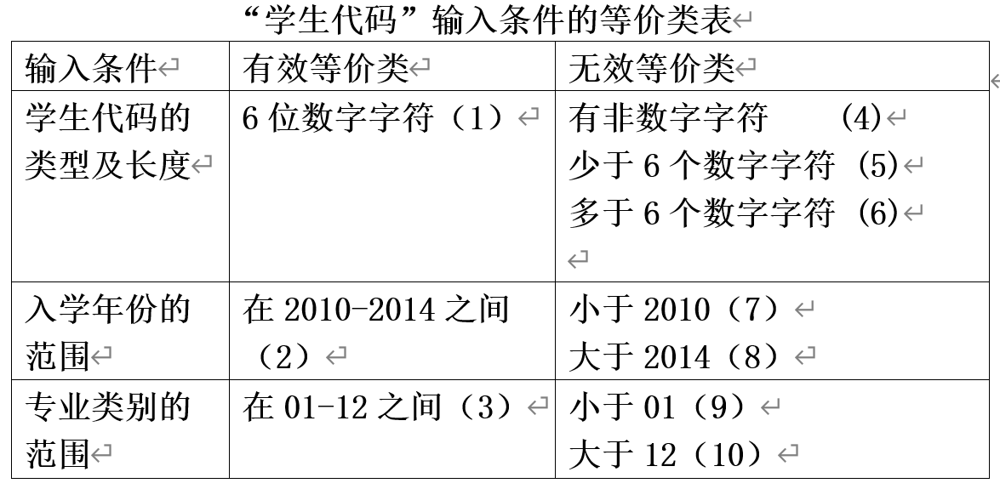 “学生代码”输入条件的等价类表↵
输入条件↵ 有效等价类↵ 无效等价类↵
学生代码的
类型及长度↵
6 位数字字符（1）↵
有非数字字符 (4)↵
少于 6 个数字字符 (5)↵
多于 6 个数字字符 (6)↵
↵
入学年份的
范围↵
在 2010-2014 之间
（2）↵
小于 2010（7）↵
大于 2014（8）↵
专业类别的
范围↵
在 01-12 之间（3）↵
小于 01（9）↵
大于 12（10）↵